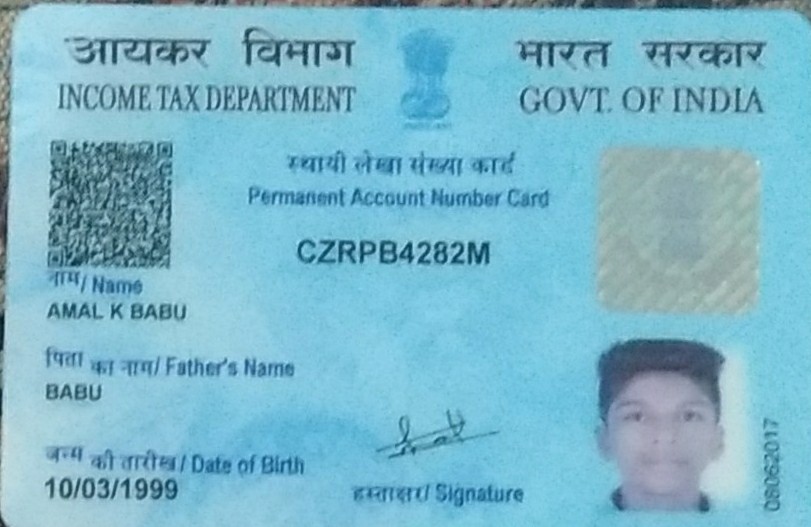 आयकर विभाग
INCOME TAX DEPARTMENT
भारत सरकार
GOVT. OF INDIA
स्थायी लेखा संख्या कार्ड
Permanent Account Number Card
CZRPB4282M
नाम / Name
AMAL K BABU
पिता का नाम / Father's Name
BABU
जन्म की तारीख / Date of Birth
10/03/1999
हस्ताक्षर / Signature
08062017